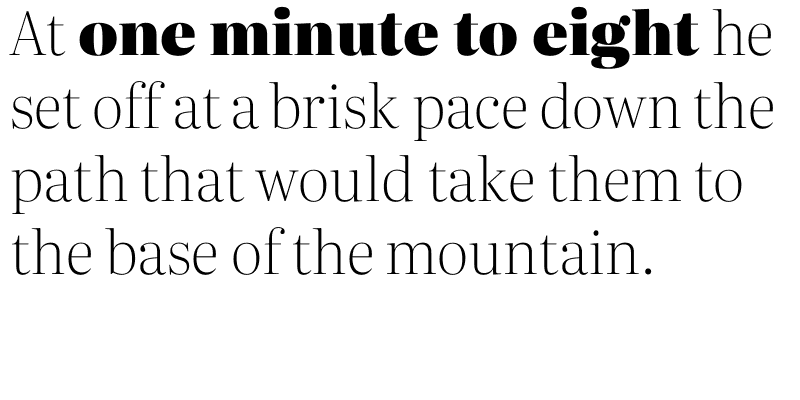 At one minute to eight he
set off at a brisk pace down the
path that would take them to
the base of the mountain.